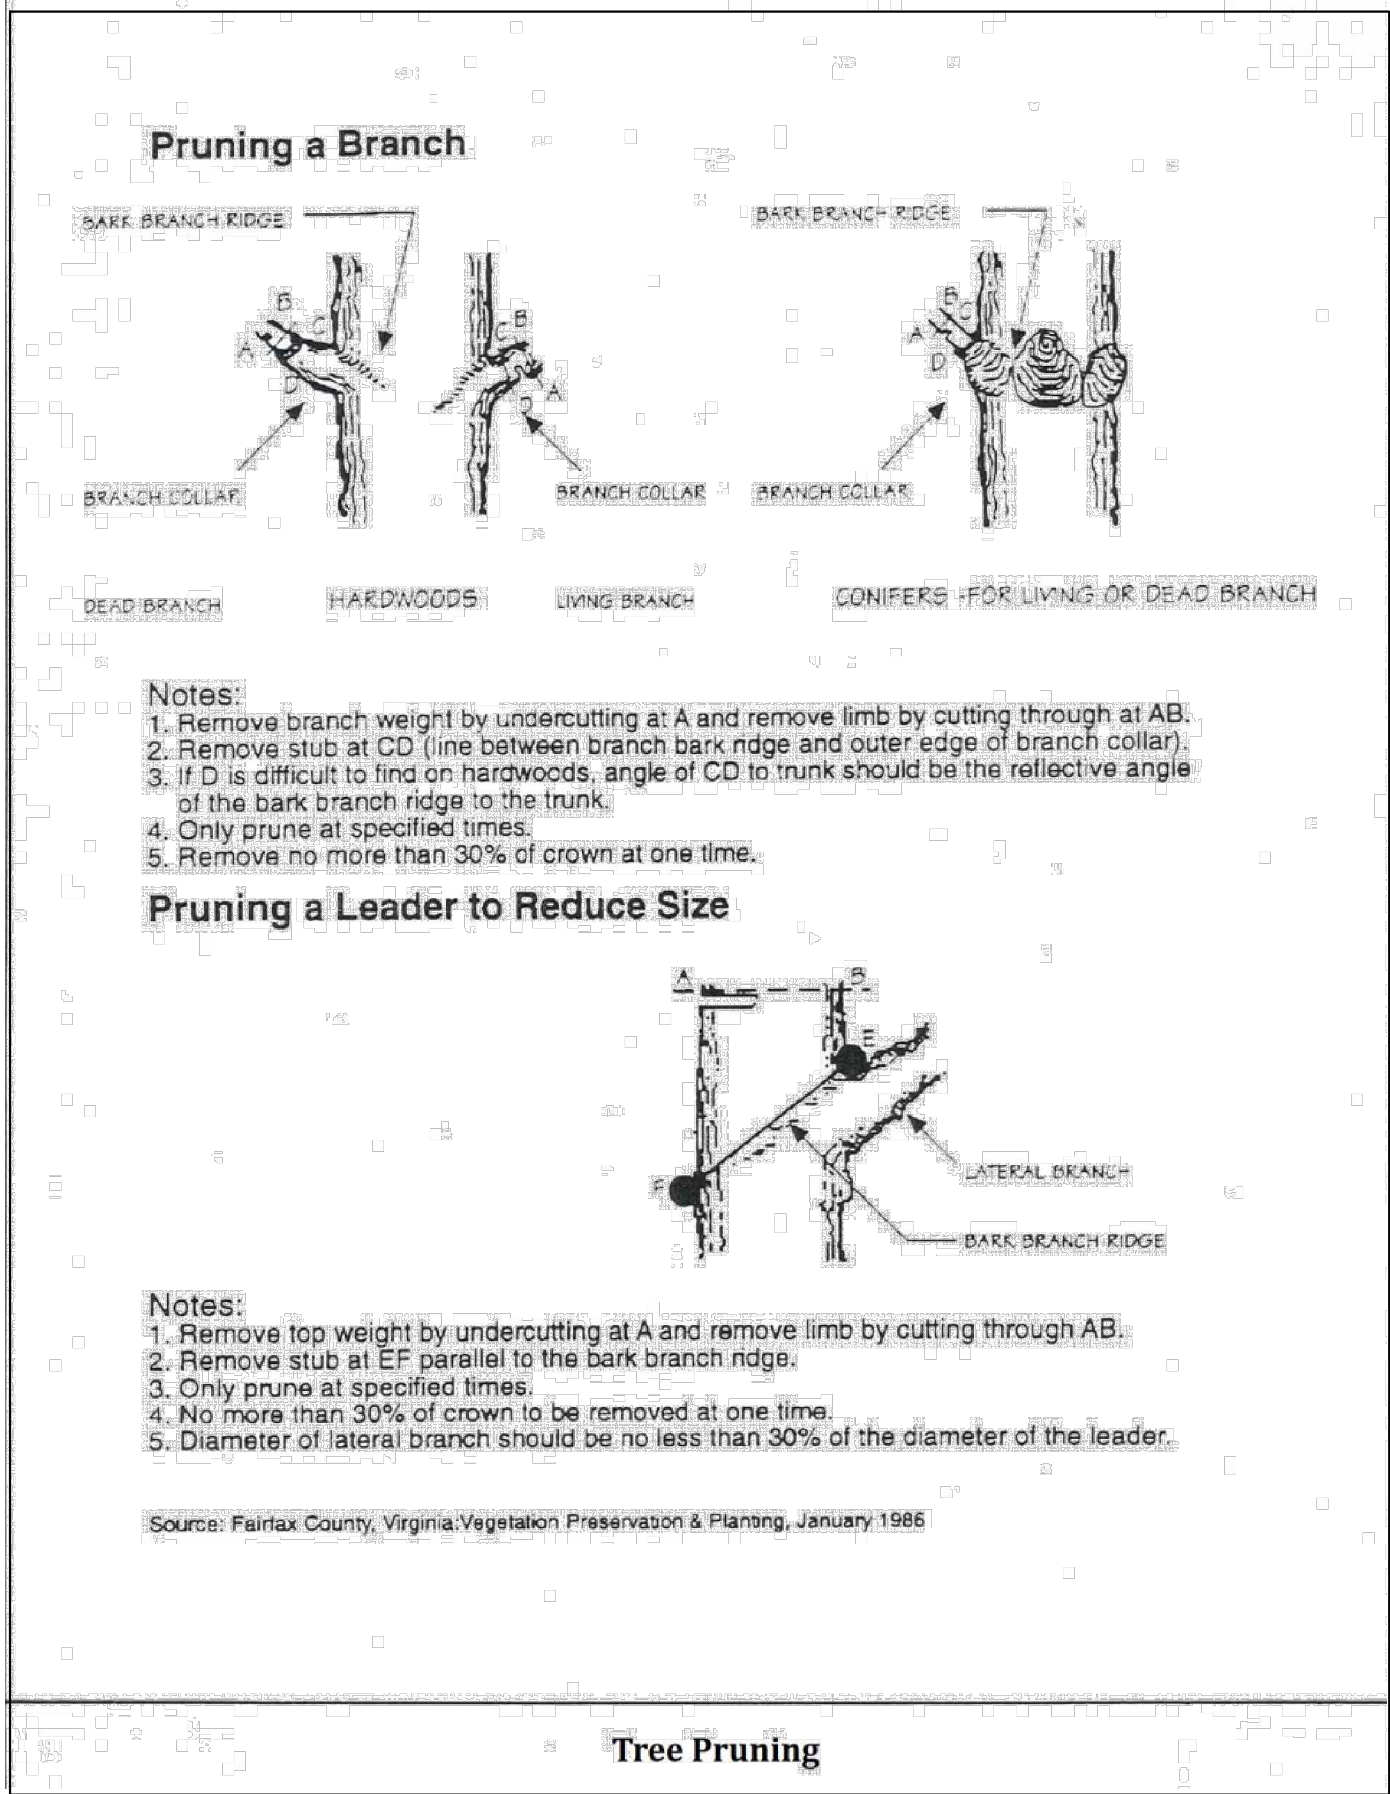 Pruning a Branch
BARK BRANCH RIDGE
BARK BRANCH RIDGE
B
C
A
D
C
B
A
D
B
C
A
D
BRANCH COLLAR
BRANCH COLLAR
BRANCH COLLAR
DEAD BRANCH
HARDWOODS
LIVING BRANCH
CONIFERS -FOR LIVING OR DEAD BRANCH
Notes:
1. Remove branch weight by undercutting at A and remove limb by cutting through at AB.
2. Remove stub at CD (line between branch bark ridge and outer edge of branch collar).
3. If D is difficult to find on hardwoods, angle of CD to trunk should be the reflective angle
of the bark branch ridge to the trunk.
4. Only prune at specified times.
5. Remove no more than 30% of crown at one time.
Pruning a Leader to Reduce Size
A
B
E
LATERAL BRANCH
F
BARK BRANCH RIDGE
Notes:
1. Remove top weight by undercutting at A and remove limb by cutting through AB.
2. Remove stub at EF parallel to the bark branch ridge.
3. Only prune at specified times.
4. No more than 30% of crown to be removed at one time.
5. Diameter of lateral branch should be no less than 30% of the diameter of the leader.
Source: Fairfax County, Virginia:Vegetation Preservation & Planting, January 1986
Tree Pruning